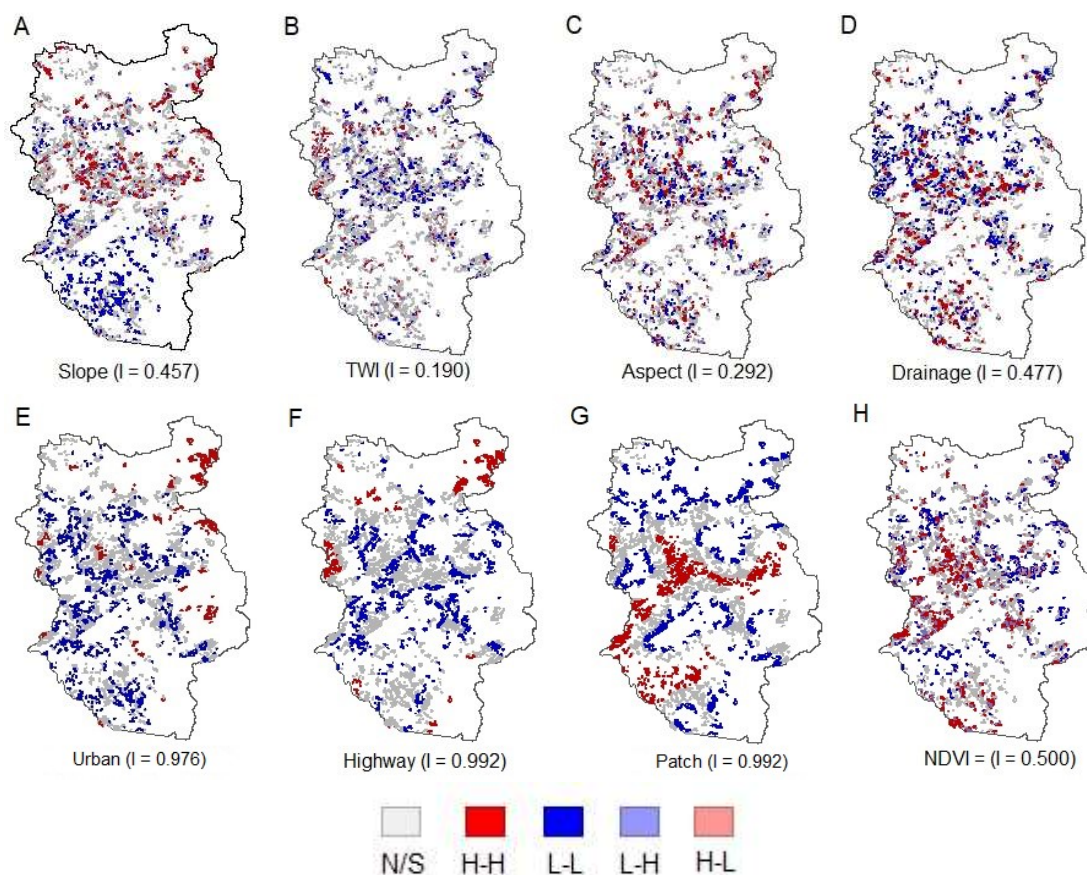 A B C D
Slope (I = 0.457) TWI (I = 0.190) Aspect (I = 0.292) Drainage (I = 0.477)
E F G H
Urban (I = 0.976) Highway (I = 0.992) Patch (I = 0.992) NDVI = (I = 0.500)
N/S H-H L-L L-H H-L